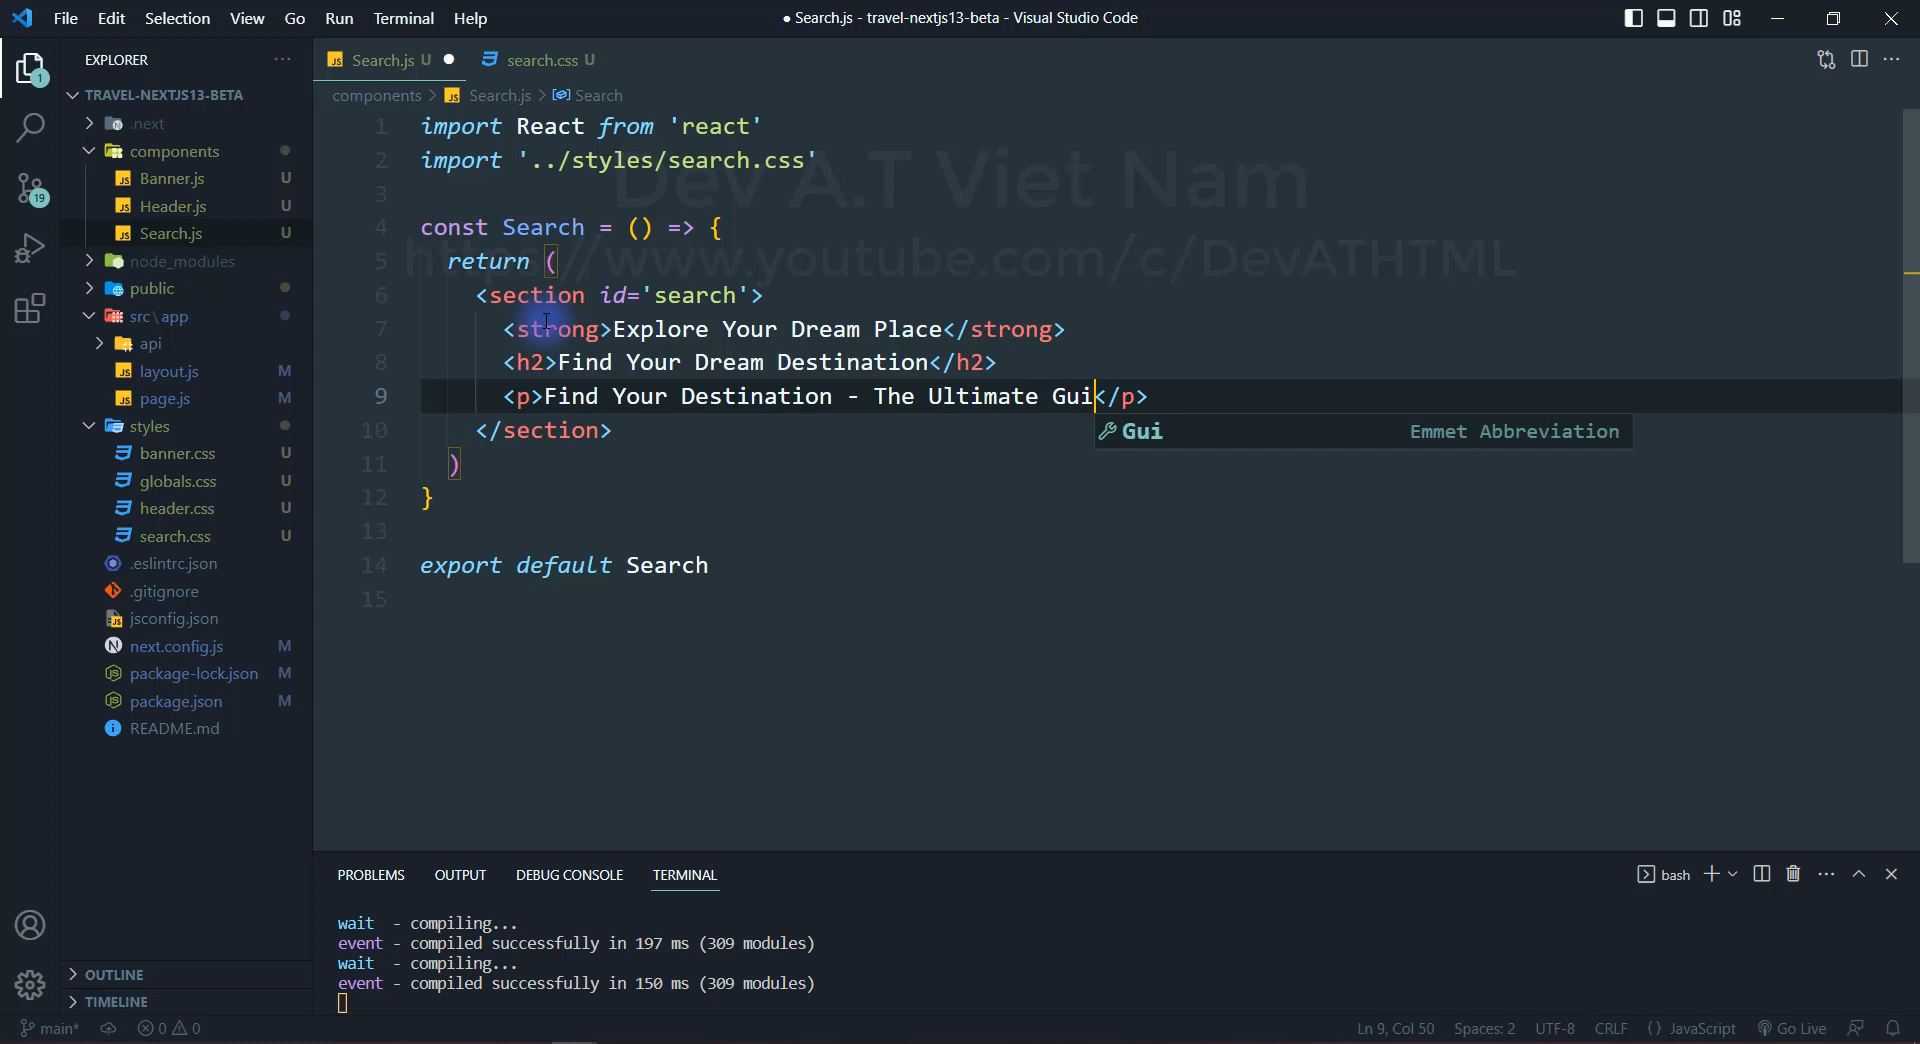 File Edit Selection View Go Run Terminal Help
● Search.js - travel-nextjs13-beta - Visual Studio Code
EXPLORER
TRAVEL-NEXTJS13-BETA
.next
components
Banner.js U
Header.js U
Search.js U
node_modules
public
src\app
api
layout.js M
page.js M
styles
banner.css U
globals.css U
header.css U
search.css U
.eslintrc.json
.gitignore
jsconfig.json
next.config.js M
package-lock.json M
package.json M
README.md
OUTLINE
TIMELINE
1
19
Search.js U ●
search.css U
components > Search.js > Search
1 import React from 'react'
2 import '../styles/search.css'
3
4 const Search = () => {
5 return (
6 <section id='search'>
7 <strong>Explore Your Dream Place</strong>
8 <h2>Find Your Dream Destination</h2>
9 <p>Find Your Destination - The Ultimate Gui</p>
10 </section>
11 )
12 }
13
14 export default Search
15
Gui Emmet Abbreviation
Dev A.T Viet Nam
https://www.youtube.com/c/DevATHTML
PROBLEMS OUTPUT DEBUG CONSOLE TERMINAL
bash
wait - compiling...
event - compiled successfully in 197 ms (309 modules)
wait - compiling...
event - compiled successfully in 150 ms (309 modules)
main* 0 0
Ln 9, Col 50 Spaces: 2 UTF-8 CRLF {} JavaScript Go Live